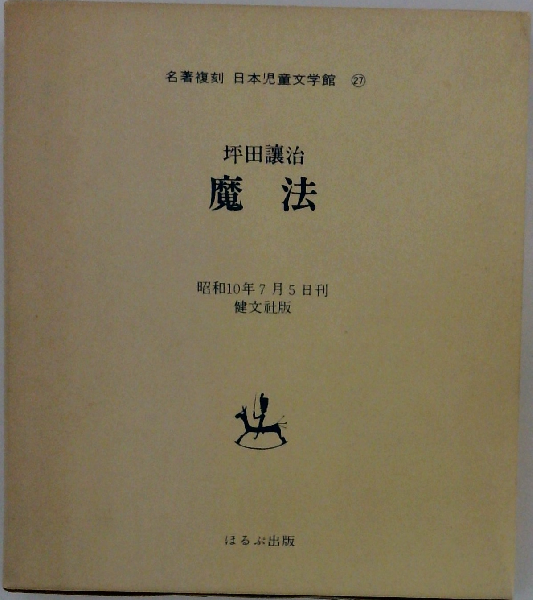 名著複刻 日本児童文学館 ㉗
坪田讓治
魔 法
昭和10年7月5日刊
健文社版
ほるぷ出版